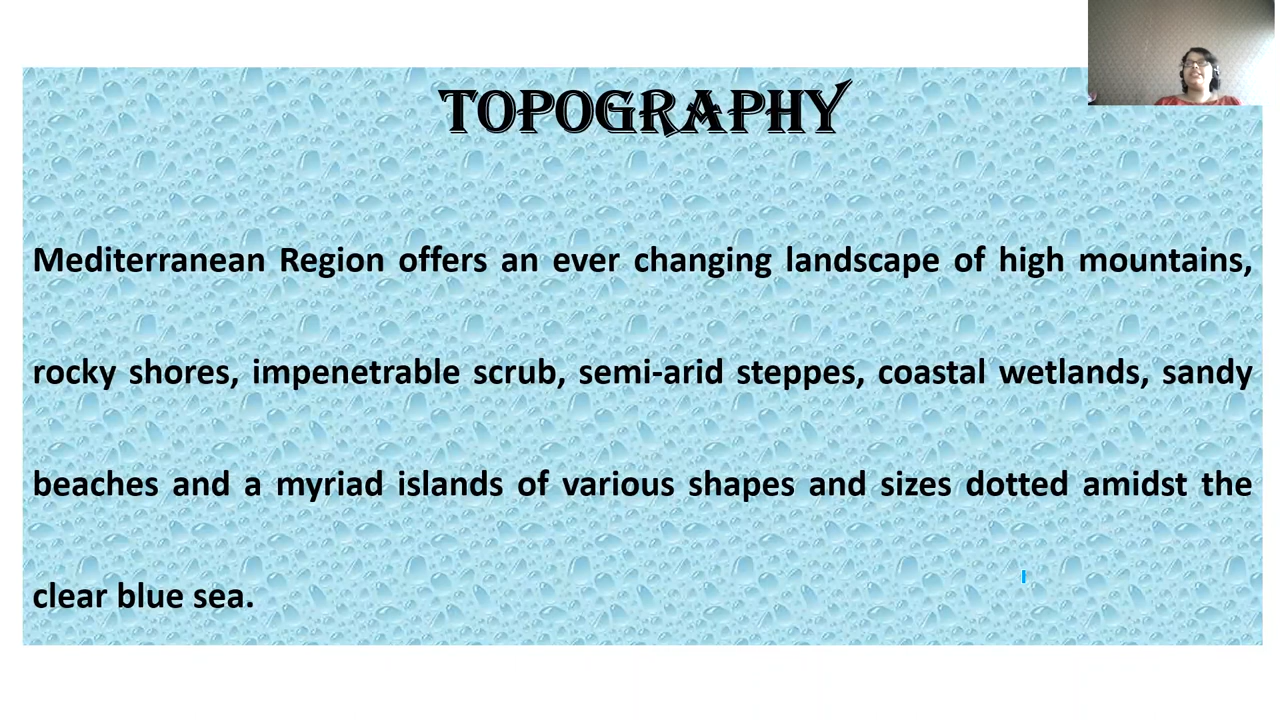 TOPOGRAPHY
Mediterranean Region offers an ever changing landscape of high mountains,
rocky shores, impenetrable scrub, semi-arid steppes, coastal wetlands, sandy
beaches and a myriad islands of various shapes and sizes dotted amidst the
clear blue sea.